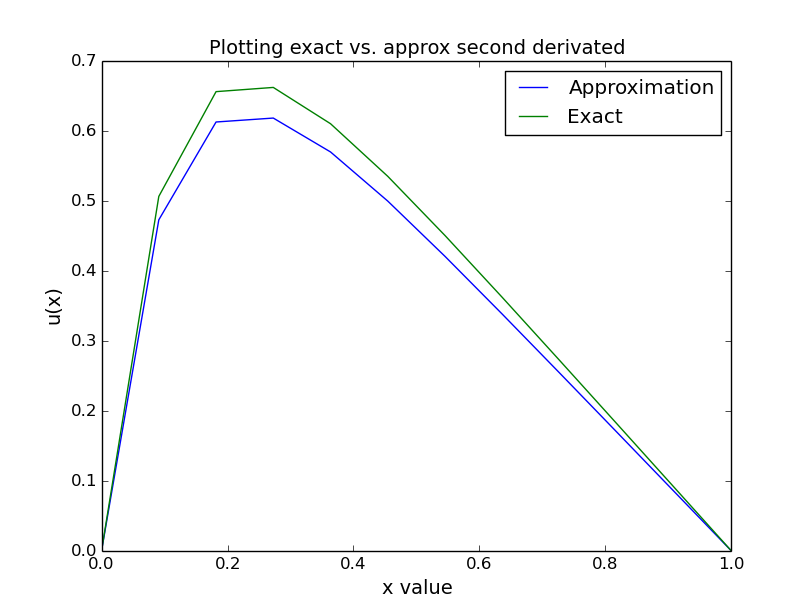 Plotting exact vs. approx second derivated
Approximation
Exact
u(x)
0.7
0.6
0.5
0.4
0.3
0.2
0.1
0.0
0.0 0.2 0.4 0.6 0.8 1.0
x value